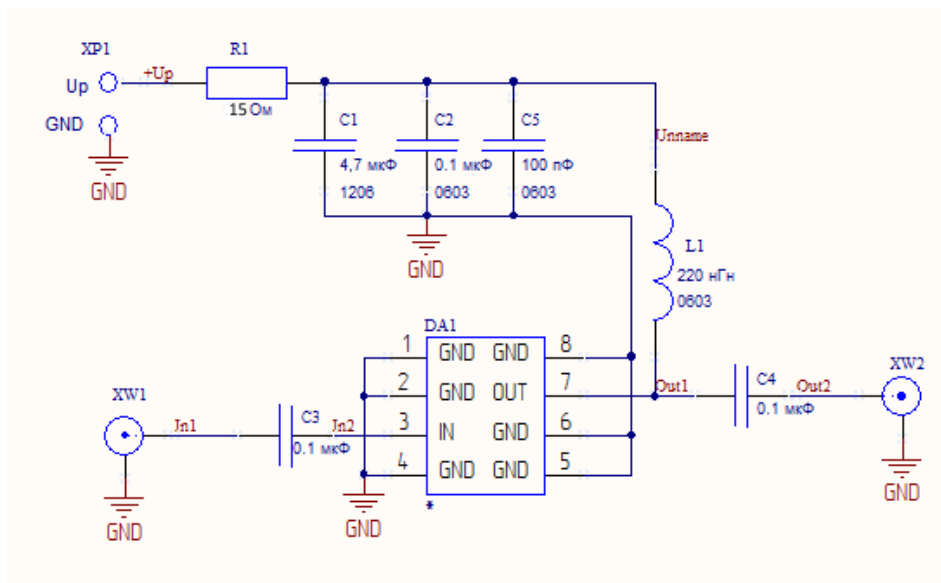 XP1
R1
Up
+Up
15 Ом
GND
GND
C1
C2
C5
4,7 мкФ
0.1 мкФ
100 пФ
1206
0603
0603
Unname
GND
L1
220 нГн
0603
DA1
1
GND
GND
8
2
GND
OUT
7
3
IN
GND
6
4
GND
GND
5
*
XW1
Jn1
C3
Jn2
0.1 мкФ
GND
GND
Out1
C4
Out2
0.1 мкФ
XW2
GND